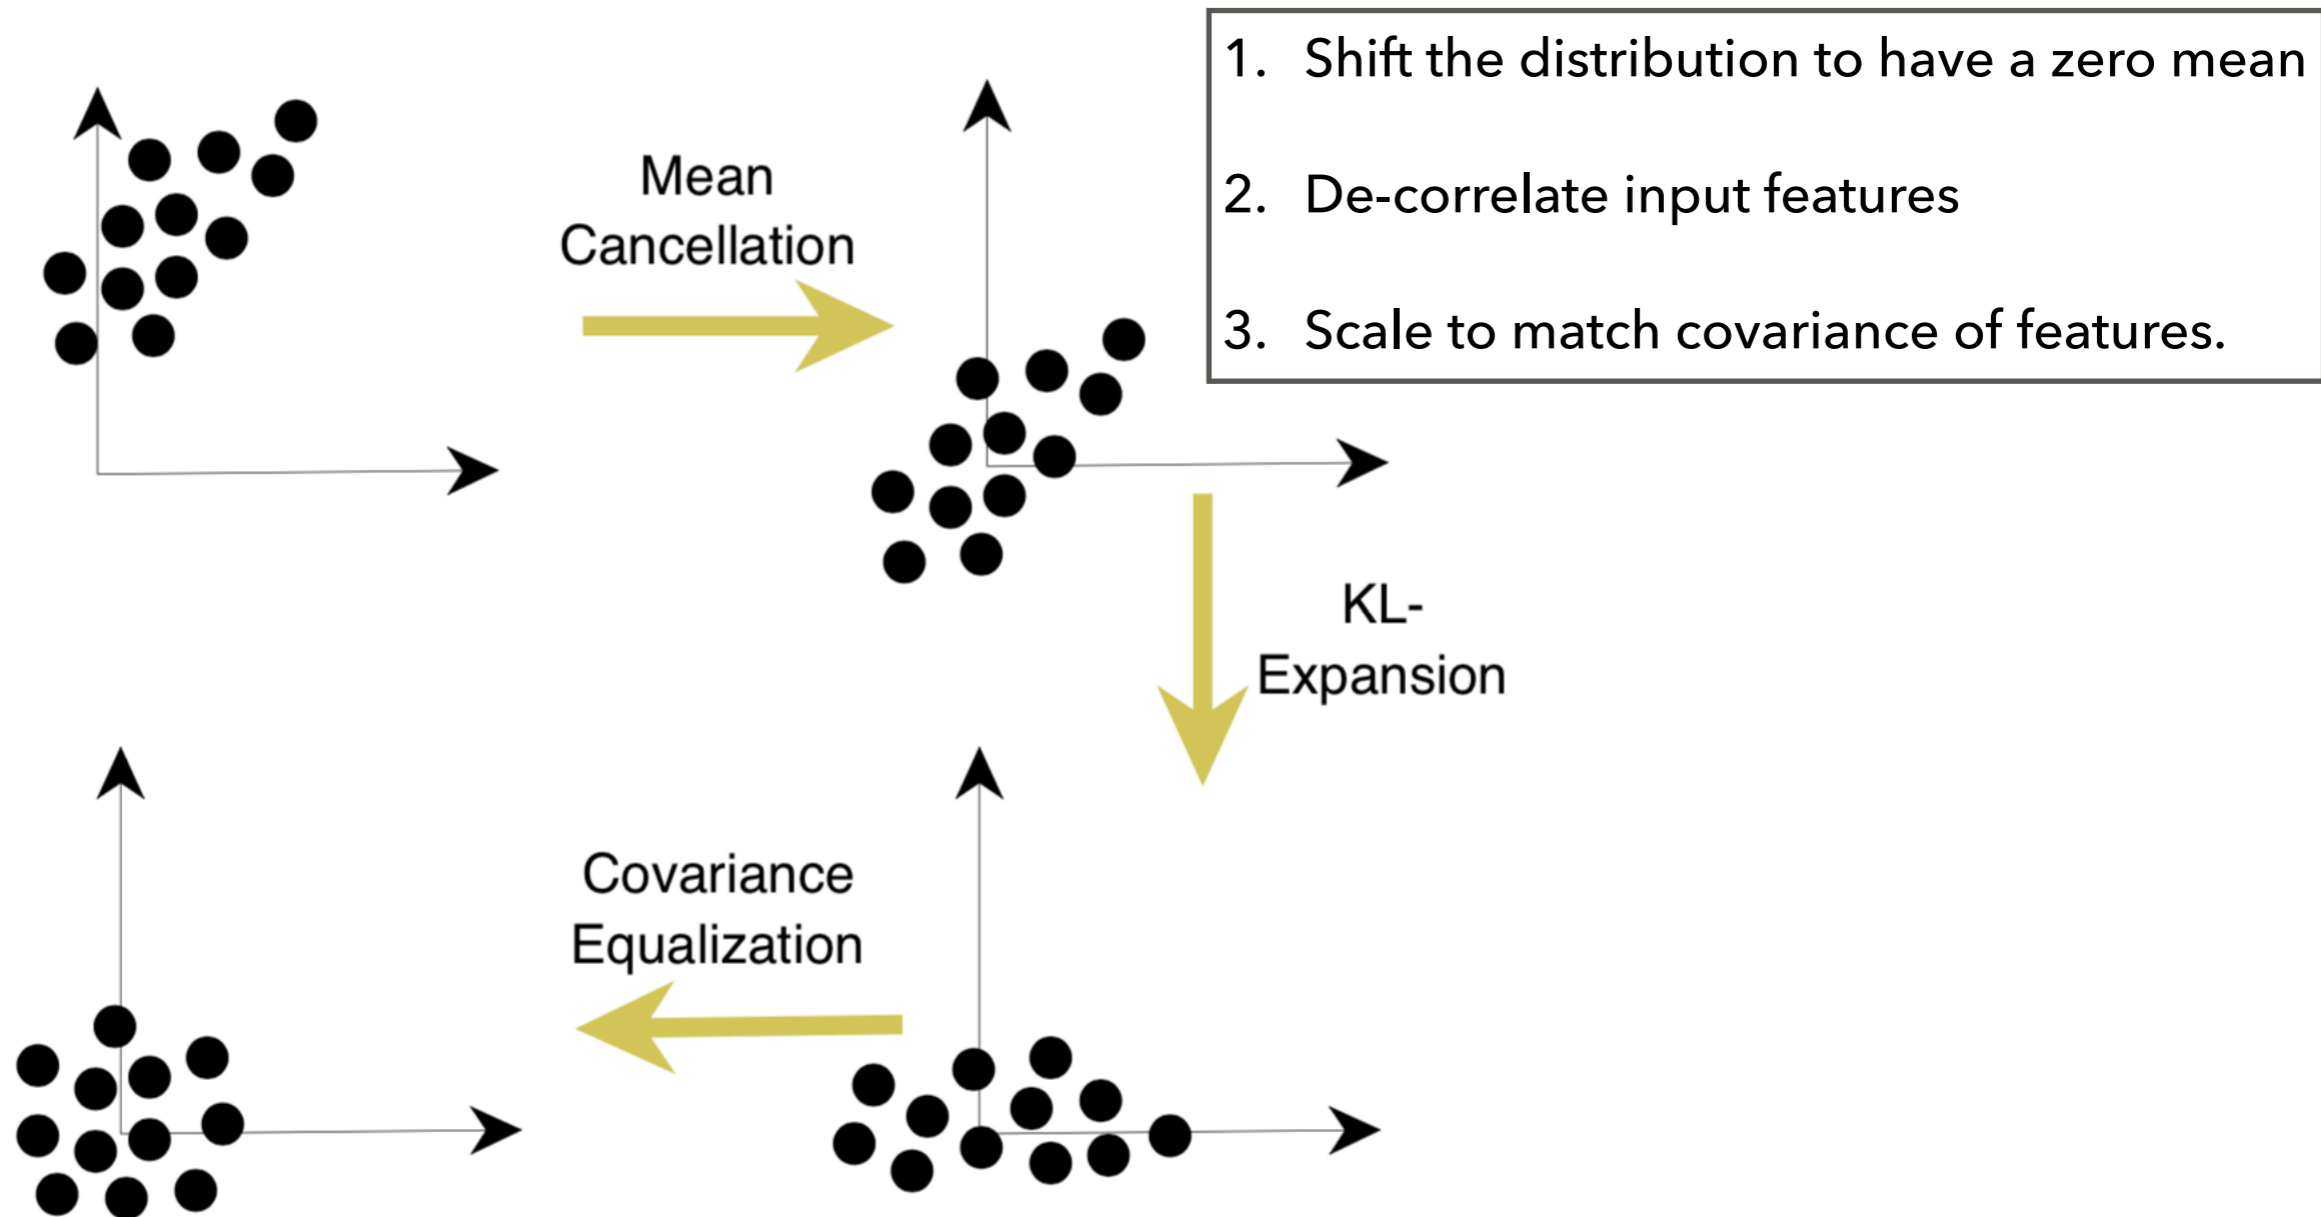 1. Shift the distribution to have a zero mean
2. De-correlate input features
3. Scale to match covariance of features.
Mean
Cancellation
KL-
Expansion
Covariance
Equalization